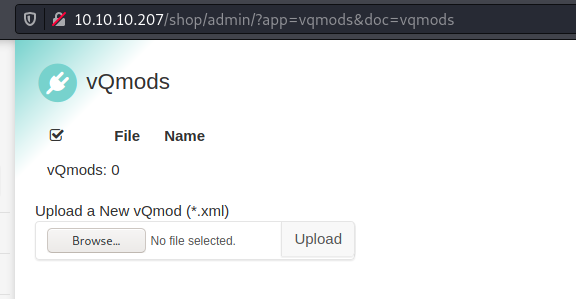 10.10.10.207/shop/admin/?app=vqmods&doc=vqmods
vQmods
File Name
vQmods: 0
Upload a New vQmod (*.xml)
Browse... No file selected. Upload